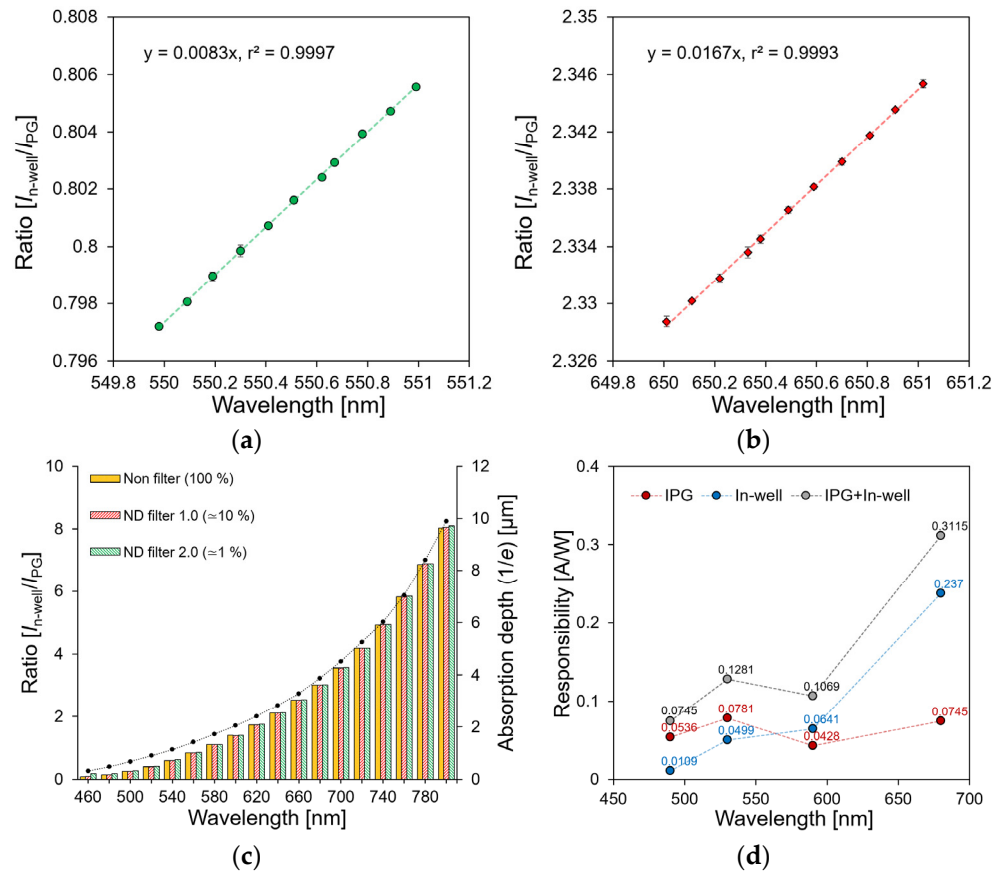 0.808
0.806
0.804
0.802
0.8
0.798
0.796
y = 0.0083x, r² = 0.9997
Ratio [I n-well/I PG]
549.8 550 550.2 550.4 550.6 550.8 551 551.2
Wavelength [nm]
(a)
2.35
2.346
2.342
2.338
2.334
2.33
2.326
y = 0.0167x, r² = 0.9993
Ratio [I n-well/I PG]
649.8 650 650.2 650.4 650.6 650.8 651 651.2
Wavelength [nm]
(b)
10
8
6
4
2
0
Non filter (100 %)
ND filter 1.0 (≃10 %)
ND filter 2.0 (≃1 %)
Ratio [I n-well/I PG]
12
10
8
6
4
2
0
Absorption depth (1/e) [μm]
460 500 540 580 620 660 700 740 780
Wavelength [nm]
(c)
0.4
0.3
0.2
0.1
0
IPG In-well IPG+In-well
Responsibility [A/W]
0.3115
0.237
0.1281
0.1069
0.0745
0.0781
0.0745
0.0536
0.0641
0.0499
0.0428
0.0109
450 500 550 600 650 700
Wavelength [nm]
(d)